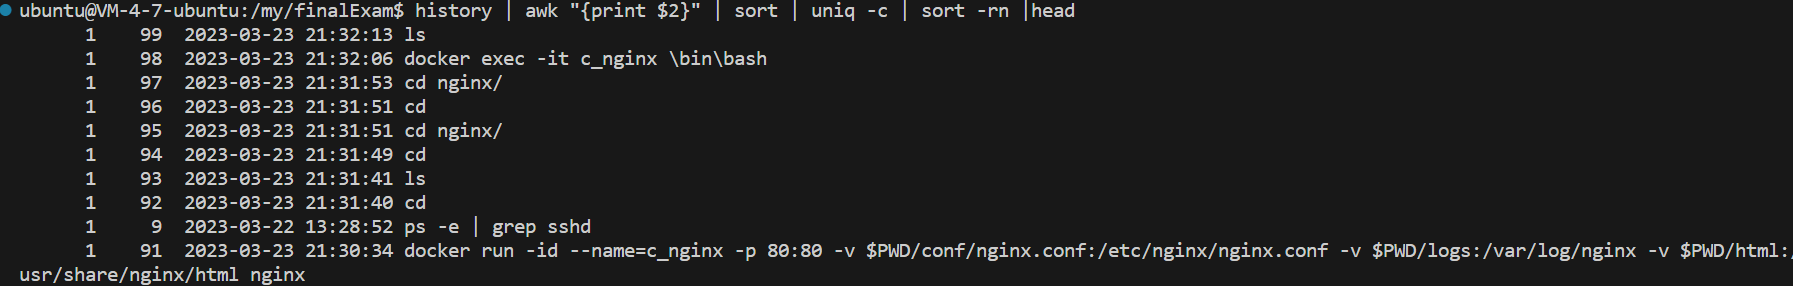 ubuntu@VM-4-7-ubuntu:/my/finalExam$ history | awk "{print $2}" | sort | uniq -c | sort -rn |head
1 99 2023-03-23 21:32:13 ls
1 98 2023-03-23 21:32:06 docker exec -it c_nginx \bin\bash
1 97 2023-03-23 21:31:53 cd nginx/
1 96 2023-03-23 21:31:51 cd
1 95 2023-03-23 21:31:51 cd nginx/
1 94 2023-03-23 21:31:49 cd
1 93 2023-03-23 21:31:41 ls
1 92 2023-03-23 21:31:40 cd
1 9 2023-03-22 13:28:52 ps -e | grep sshd
1 91 2023-03-23 21:30:34 docker run -id --name=c_nginx -p 80:80 -v $PWD/conf/nginx.conf:/etc/nginx/nginx.conf -v $PWD/logs:/var/log/nginx -v $PWD/html:/
usr/share/nginx/html nginx